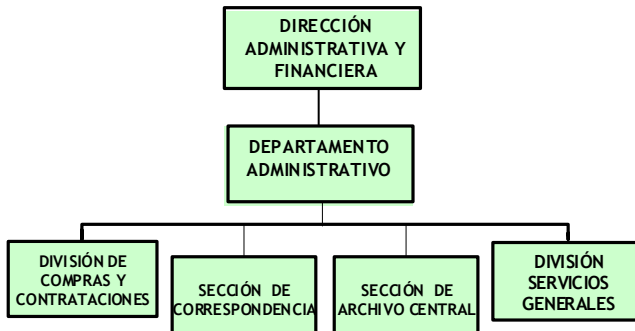 DIRECCIÓN
ADMINISTRATIVA Y
FINANCIERA
DEPARTAMENTO
ADMINISTRATIVO
DIVISIÓN DE
COMPRAS Y
CONTRATACIONES
SECCIÓN DE
CORRESPONDENCIA
SECCIÓN DE
ARCHIVO CENTRAL
DIVISIÓN
SERVICIOS
GENERALES